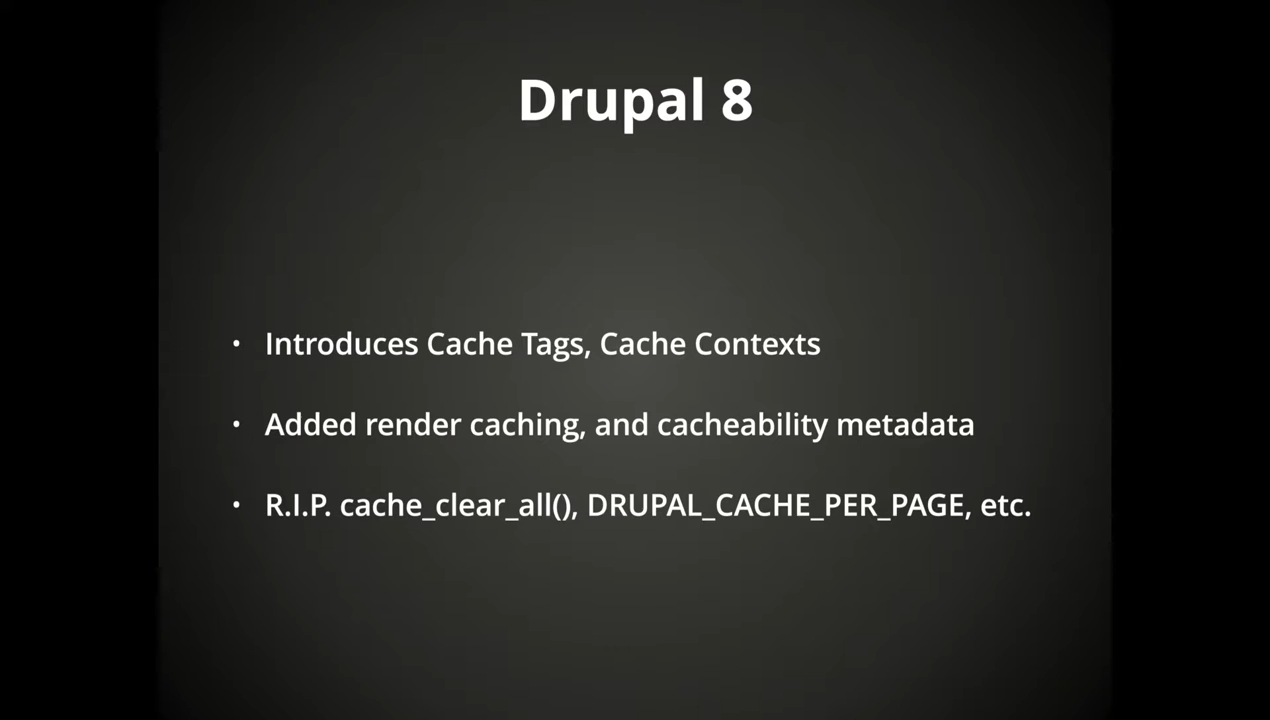 Drupal 8
• Introduces Cache Tags, Cache Contexts
• Added render caching, and cacheability metadata
• R.I.P. cache_clear_all(), DRUPAL_CACHE_PER_PAGE, etc.